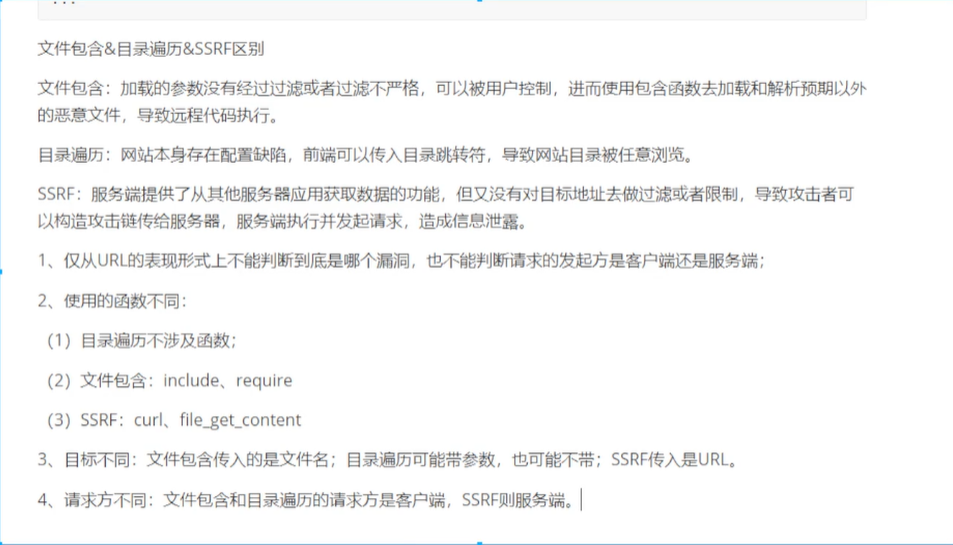 ...
文件包含&目录遍历&SSRF区别
文件包含：加载的参数没有经过过滤或者过滤不严格，可以被用户控制，进而使用包含函数去加载和解析预期以外
的恶意文件，导致远程代码执行。
目录遍历：网站本身存在配置缺陷，前端可以传入目录跳转符，导致网站目录被任意浏览。
SSRF：服务端提供了从其他服务器应用获取数据的功能，但又没有对目标地址去做过滤或者限制，导致攻击者可
以构造攻击链传给服务器，服务端执行并发起请求，造成信息泄露。
1、仅从URL的表现形式上不能判断到底是哪个漏洞，也不能判断请求的发起方是客户端还是服务端；
2、使用的函数不同：
（1）目录遍历不涉及函数；
（2）文件包含：include、require
（3）SSRF：curl、file_get_content
3、目标不同：文件包含传入的是文件名；目录遍历可能带参数，也可能不带；SSRF传入是URL。
4、请求方不同：文件包含和目录遍历的请求方是客户端，SSRF则服务端。